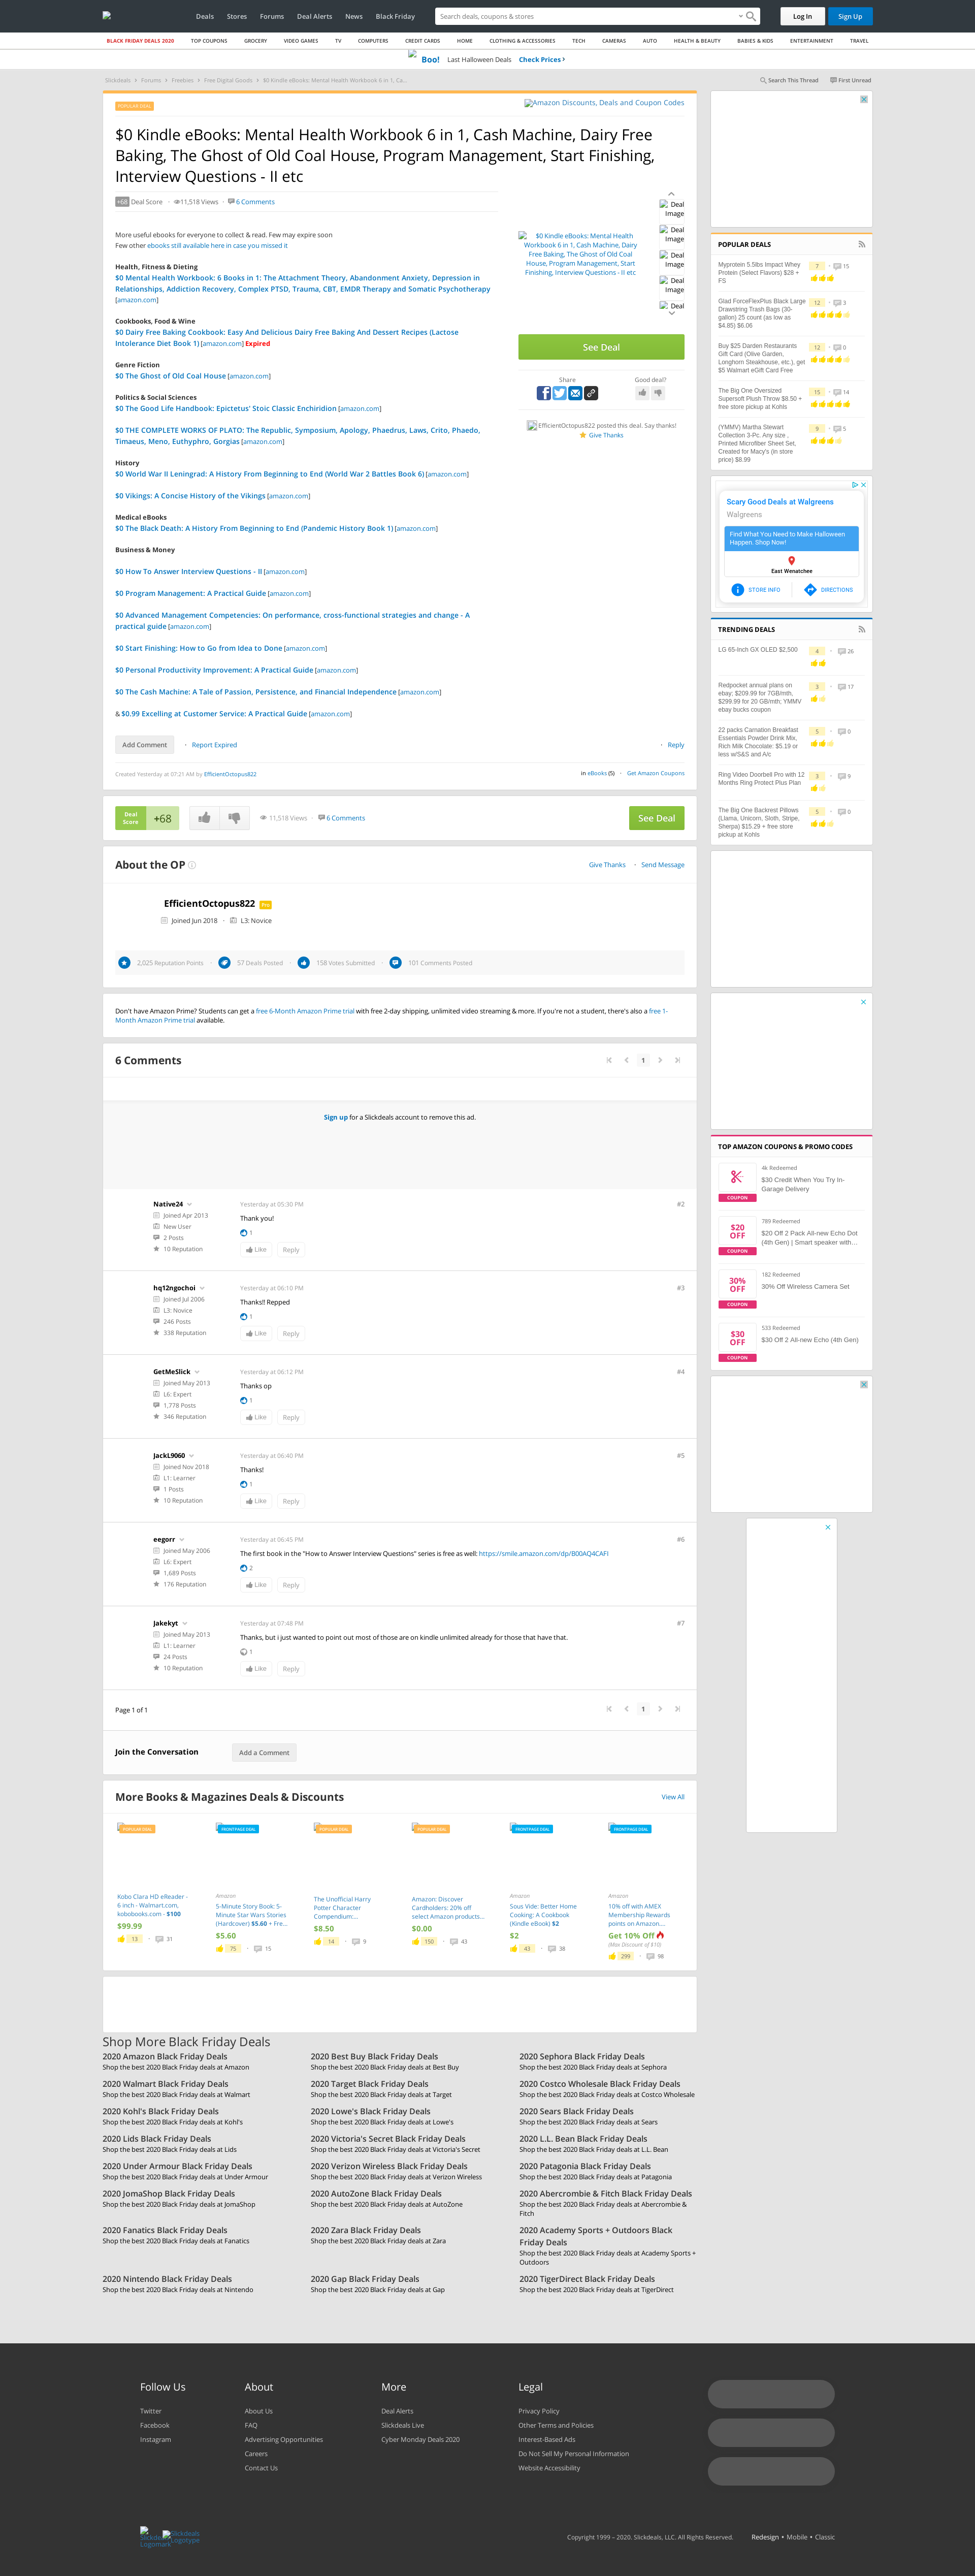 Deals Stores Forums Deal Alerts News Black Friday
Search deals, coupons & stores
Log In
Sign Up
BLACK FRIDAY DEALS 2020 TOP COUPONS GROCERY VIDEO GAMES TV COMPUTERS CREDIT CARDS HOME CLOTHING & ACCESSORIES TECH CAMERAS AUTO HEALTH & BEAUTY BABIES & KIDS ENTERTAINMENT TRAVEL
Boo! Last Halloween Deals Check Prices
Slickdeals Forums Freebies Free Digital Goods $0 Kindle eBooks: Mental Health Workbook 6 in 1, Ca...
Search This Thread First Unread
POPULAR DEAL
Amazon Discounts, Deals and Coupon Codes
$0 Kindle eBooks: Mental Health Workbook 6 in 1, Cash Machine, Dairy Free
Baking, The Ghost of Old Coal House, Program Management, Start Finishing,
Interview Questions - II etc
+68 Deal Score • 11,518 Views • 6 Comments
More useful ebooks for everyone to collect & read. Few may expire soon
Few other ebooks still available here in case you missed it
Health, Fitness & Dieting
$0 Mental Health Workbook: 6 Books in 1: The Attachment Theory, Abandonment Anxiety, Depression in
Relationships, Addiction Recovery, Complex PTSD, Trauma, CBT, EMDR Therapy and Somatic Psychotherapy
[amazon.com]
Cookbooks, Food & Wine
$0 Dairy Free Baking Cookbook: Easy And Delicious Dairy Free Baking And Dessert Recipes (Lactose
Intolerance Diet Book 1) [amazon.com] Expired
Genre Fiction
$0 The Ghost of Old Coal House [amazon.com]
Politics & Social Sciences
$0 The Good Life Handbook: Epictetus' Stoic Classic Enchiridion [amazon.com]
$0 THE COMPLETE WORKS OF PLATO: The Republic, Symposium, Apology, Phaedrus, Laws, Crito, Phaedo,
Timaeus, Meno, Euthyphro, Gorgias [amazon.com]
History
$0 World War II Leningrad: A History From Beginning to End (World War 2 Battles Book 6) [amazon.com]
$0 Vikings: A Concise History of the Vikings [amazon.com]
Medical eBooks
$0 The Black Death: A History From Beginning to End (Pandemic History Book 1) [amazon.com]
Business & Money
$0 How To Answer Interview Questions - II [amazon.com]
$0 Program Management: A Practical Guide [amazon.com]
$0 Advanced Management Competencies: On performance, cross-functional strategies and change - A
practical guide [amazon.com]
$0 Start Finishing: How to Go from Idea to Done [amazon.com]
$0 Personal Productivity Improvement: A Practical Guide [amazon.com]
$0 The Cash Machine: A Tale of Passion, Persistence, and Financial Independence [amazon.com]
& $0.99 Excelling at Customer Service: A Practical Guide [amazon.com]
Add Comment • Report Expired • Reply
Created Yesterday at 07:21 AM by EfficientOctopus822
in eBooks (5) • Get Amazon Coupons
$0 Kindle eBooks: Mental Health
Workbook 6 in 1, Cash Machine, Dairy
Free Baking, The Ghost of Old Coal
House, Program Management, Start
Finishing, Interview Questions - II etc
Deal
Image
Deal
Image
Deal
Image
Deal
Image
Deal
See Deal
Share
Good deal?
EfficientOctopus822 posted this deal. Say thanks!
Give Thanks
Deal
Score
+68
11,518 Views • 6 Comments
See Deal
About the OP
Give Thanks • Send Message
EfficientOctopus822 Pro
Joined Jun 2018 • L3: Novice
2,025 Reputation Points • 57 Deals Posted • 158 Votes Submitted • 101 Comments Posted
Don't have Amazon Prime? Students can get a free 6-Month Amazon Prime trial with free 2-day shipping, unlimited video streaming & more. If you're not a student, there's also a free 1-
Month Amazon Prime trial available.
6 Comments
1
Sign up for a Slickdeals account to remove this ad.
Native24
Joined Apr 2013
New User
2 Posts
10 Reputation
Yesterday at 05:30 PM
#2
Thank you!
1
Like Reply
hq12ngochoi
Joined Jul 2006
L3: Novice
246 Posts
338 Reputation
Yesterday at 06:10 PM
#3
Thanks!! Repped
1
Like Reply
GetMeSlick
Joined May 2013
L6: Expert
1,778 Posts
346 Reputation
Yesterday at 06:12 PM
#4
Thanks op
1
Like Reply
JackL9060
Joined Nov 2018
L1: Learner
1 Posts
10 Reputation
Yesterday at 06:40 PM
#5
Thanks!
1
Like Reply
eegorr
Joined May 2006
L6: Expert
1,689 Posts
176 Reputation
Yesterday at 06:45 PM
#6
The first book in the "How to Answer Interview Questions" series is free as well: https://smile.amazon.com/dp/B00AQ4CAFI
2
Like Reply
Jakekyt
Joined May 2013
L1: Learner
24 Posts
10 Reputation
Yesterday at 07:48 PM
#7
Thanks, but i just wanted to point out most of those are on kindle unlimited already for those that have that.
1
Like Reply
Page 1 of 1
1
Join the Conversation
Add a Comment
More Books & Magazines Deals & Discounts
View All
POPULAR DEAL
Kobo Clara HD eReader -
6 inch - Walmart.com,
kobobooks.com - $100
$99.99
13 • 31
FRONTPAGE DEAL
Amazon
5-Minute Story Book: 5-
Minute Star Wars Stories
(Hardcover) $5.60 + Fre...
$5.60
75 • 15
POPULAR DEAL
The Unofficial Harry
Potter Character
Compendium:...
$8.50
14 • 9
POPULAR DEAL
Amazon: Discover
Cardholders: 20% off
select Amazon products...
$0.00
150 • 43
FRONTPAGE DEAL
Amazon
Sous Vide: Better Home
Cooking: A Cookbook
(Kindle eBook) $2
$2
43 • 38
FRONTPAGE DEAL
Amazon
10% off with AMEX
Membership Rewards
points on Amazon....
Get 10% Off
(Max Discount of $10)
299 • 98
Shop More Black Friday Deals
2020 Amazon Black Friday Deals
Shop the best 2020 Black Friday deals at Amazon
2020 Best Buy Black Friday Deals
Shop the best 2020 Black Friday deals at Best Buy
2020 Sephora Black Friday Deals
Shop the best 2020 Black Friday deals at Sephora
2020 Walmart Black Friday Deals
Shop the best 2020 Black Friday deals at Walmart
2020 Target Black Friday Deals
Shop the best 2020 Black Friday deals at Target
2020 Costco Wholesale Black Friday Deals
Shop the best 2020 Black Friday deals at Costco Wholesale
2020 Kohl's Black Friday Deals
Shop the best 2020 Black Friday deals at Kohl's
2020 Lowe's Black Friday Deals
Shop the best 2020 Black Friday deals at Lowe's
2020 Sears Black Friday Deals
Shop the best 2020 Black Friday deals at Sears
2020 Lids Black Friday Deals
Shop the best 2020 Black Friday deals at Lids
2020 Victoria's Secret Black Friday Deals
Shop the best 2020 Black Friday deals at Victoria's Secret
2020 L.L. Bean Black Friday Deals
Shop the best 2020 Black Friday deals at L.L. Bean
2020 Under Armour Black Friday Deals
Shop the best 2020 Black Friday deals at Under Armour
2020 Verizon Wireless Black Friday Deals
Shop the best 2020 Black Friday deals at Verizon Wireless
2020 Patagonia Black Friday Deals
Shop the best 2020 Black Friday deals at Patagonia
2020 JomaShop Black Friday Deals
Shop the best 2020 Black Friday deals at JomaShop
2020 AutoZone Black Friday Deals
Shop the best 2020 Black Friday deals at AutoZone
2020 Abercrombie & Fitch Black Friday Deals
Shop the best 2020 Black Friday deals at Abercrombie &
Fitch
2020 Fanatics Black Friday Deals
Shop the best 2020 Black Friday deals at Fanatics
2020 Zara Black Friday Deals
Shop the best 2020 Black Friday deals at Zara
2020 Academy Sports + Outdoors Black
Friday Deals
Shop the best 2020 Black Friday deals at Academy Sports +
Outdoors
2020 Nintendo Black Friday Deals
Shop the best 2020 Black Friday deals at Nintendo
2020 Gap Black Friday Deals
Shop the best 2020 Black Friday deals at Gap
2020 TigerDirect Black Friday Deals
Shop the best 2020 Black Friday deals at TigerDirect
POPULAR DEALS
Myprotein 5.5lbs Impact Whey
Protein (Select Flavors) $28 +
FS
7 • 15
Glad ForceFlexPlus Black Large
Drawstring Trash Bags (30-
gallon) 25 count (as low as
$4.85) $6.06
12 • 3
Buy $25 Darden Restaurants
Gift Card (Olive Garden,
Longhorn Steakhouse, etc.), get
$5 Walmart eGift Card Free
12 • 0
The Big One Oversized
Supersoft Plush Throw $8.50 +
free store pickup at Kohls
15 • 14
(YMMV) Martha Stewart
Collection 3-Pc. Any size ,
Printed Microfiber Sheet Set,
Created for Macy's (in store
price) $8.99
9 • 5
Scary Good Deals at Walgreens
Walgreens
Find What You Need to Make Halloween
Happen. Shop Now!
East Wenatchee
STORE INFO DIRECTIONS
TRENDING DEALS
LG 65-Inch GX OLED $2,500
4 • 26
Redpocket annual plans on
ebay: $209.99 for 7GB/mth,
$299.99 for 20 GB/mth: YMMV
ebay bucks coupon
3 • 17
22 packs Carnation Breakfast
Essentials Powder Drink Mix,
Rich Milk Chocolate: $5.19 or
less w/S&S and A/c
5 • 0
Ring Video Doorbell Pro with 12
Months Ring Protect Plus Plan
3 • 9
The Big One Backrest Pillows
(Llama, Unicorn, Sloth, Stripe,
Sherpa) $15.29 + free store
pickup at Kohls
5 • 0
TOP AMAZON COUPONS & PROMO CODES
COUPON
4k Redeemed
$30 Credit When You Try In-
Garage Delivery
$20
OFF
COUPON
789 Redeemed
$20 Off 2 Pack All-new Echo Dot
(4th Gen) | Smart speaker with...
30%
OFF
COUPON
182 Redeemed
30% Off Wireless Camera Set
$30
OFF
COUPON
533 Redeemed
$30 Off 2 All-new Echo (4th Gen)
Follow Us
Twitter
Facebook
Instagram
About
About Us
FAQ
Advertising Opportunities
Careers
Contact Us
More
Deal Alerts
Slickdeals Live
Cyber Monday Deals 2020
Legal
Privacy Policy
Other Terms and Policies
Interest-Based Ads
Do Not Sell My Personal Information
Website Accessibility
Slickdeals
Logomark
Slickdeals
Logotype
Copyright 1999 – 2020. Slickdeals, LLC. All Rights Reserved.
Redesign • Mobile • Classic